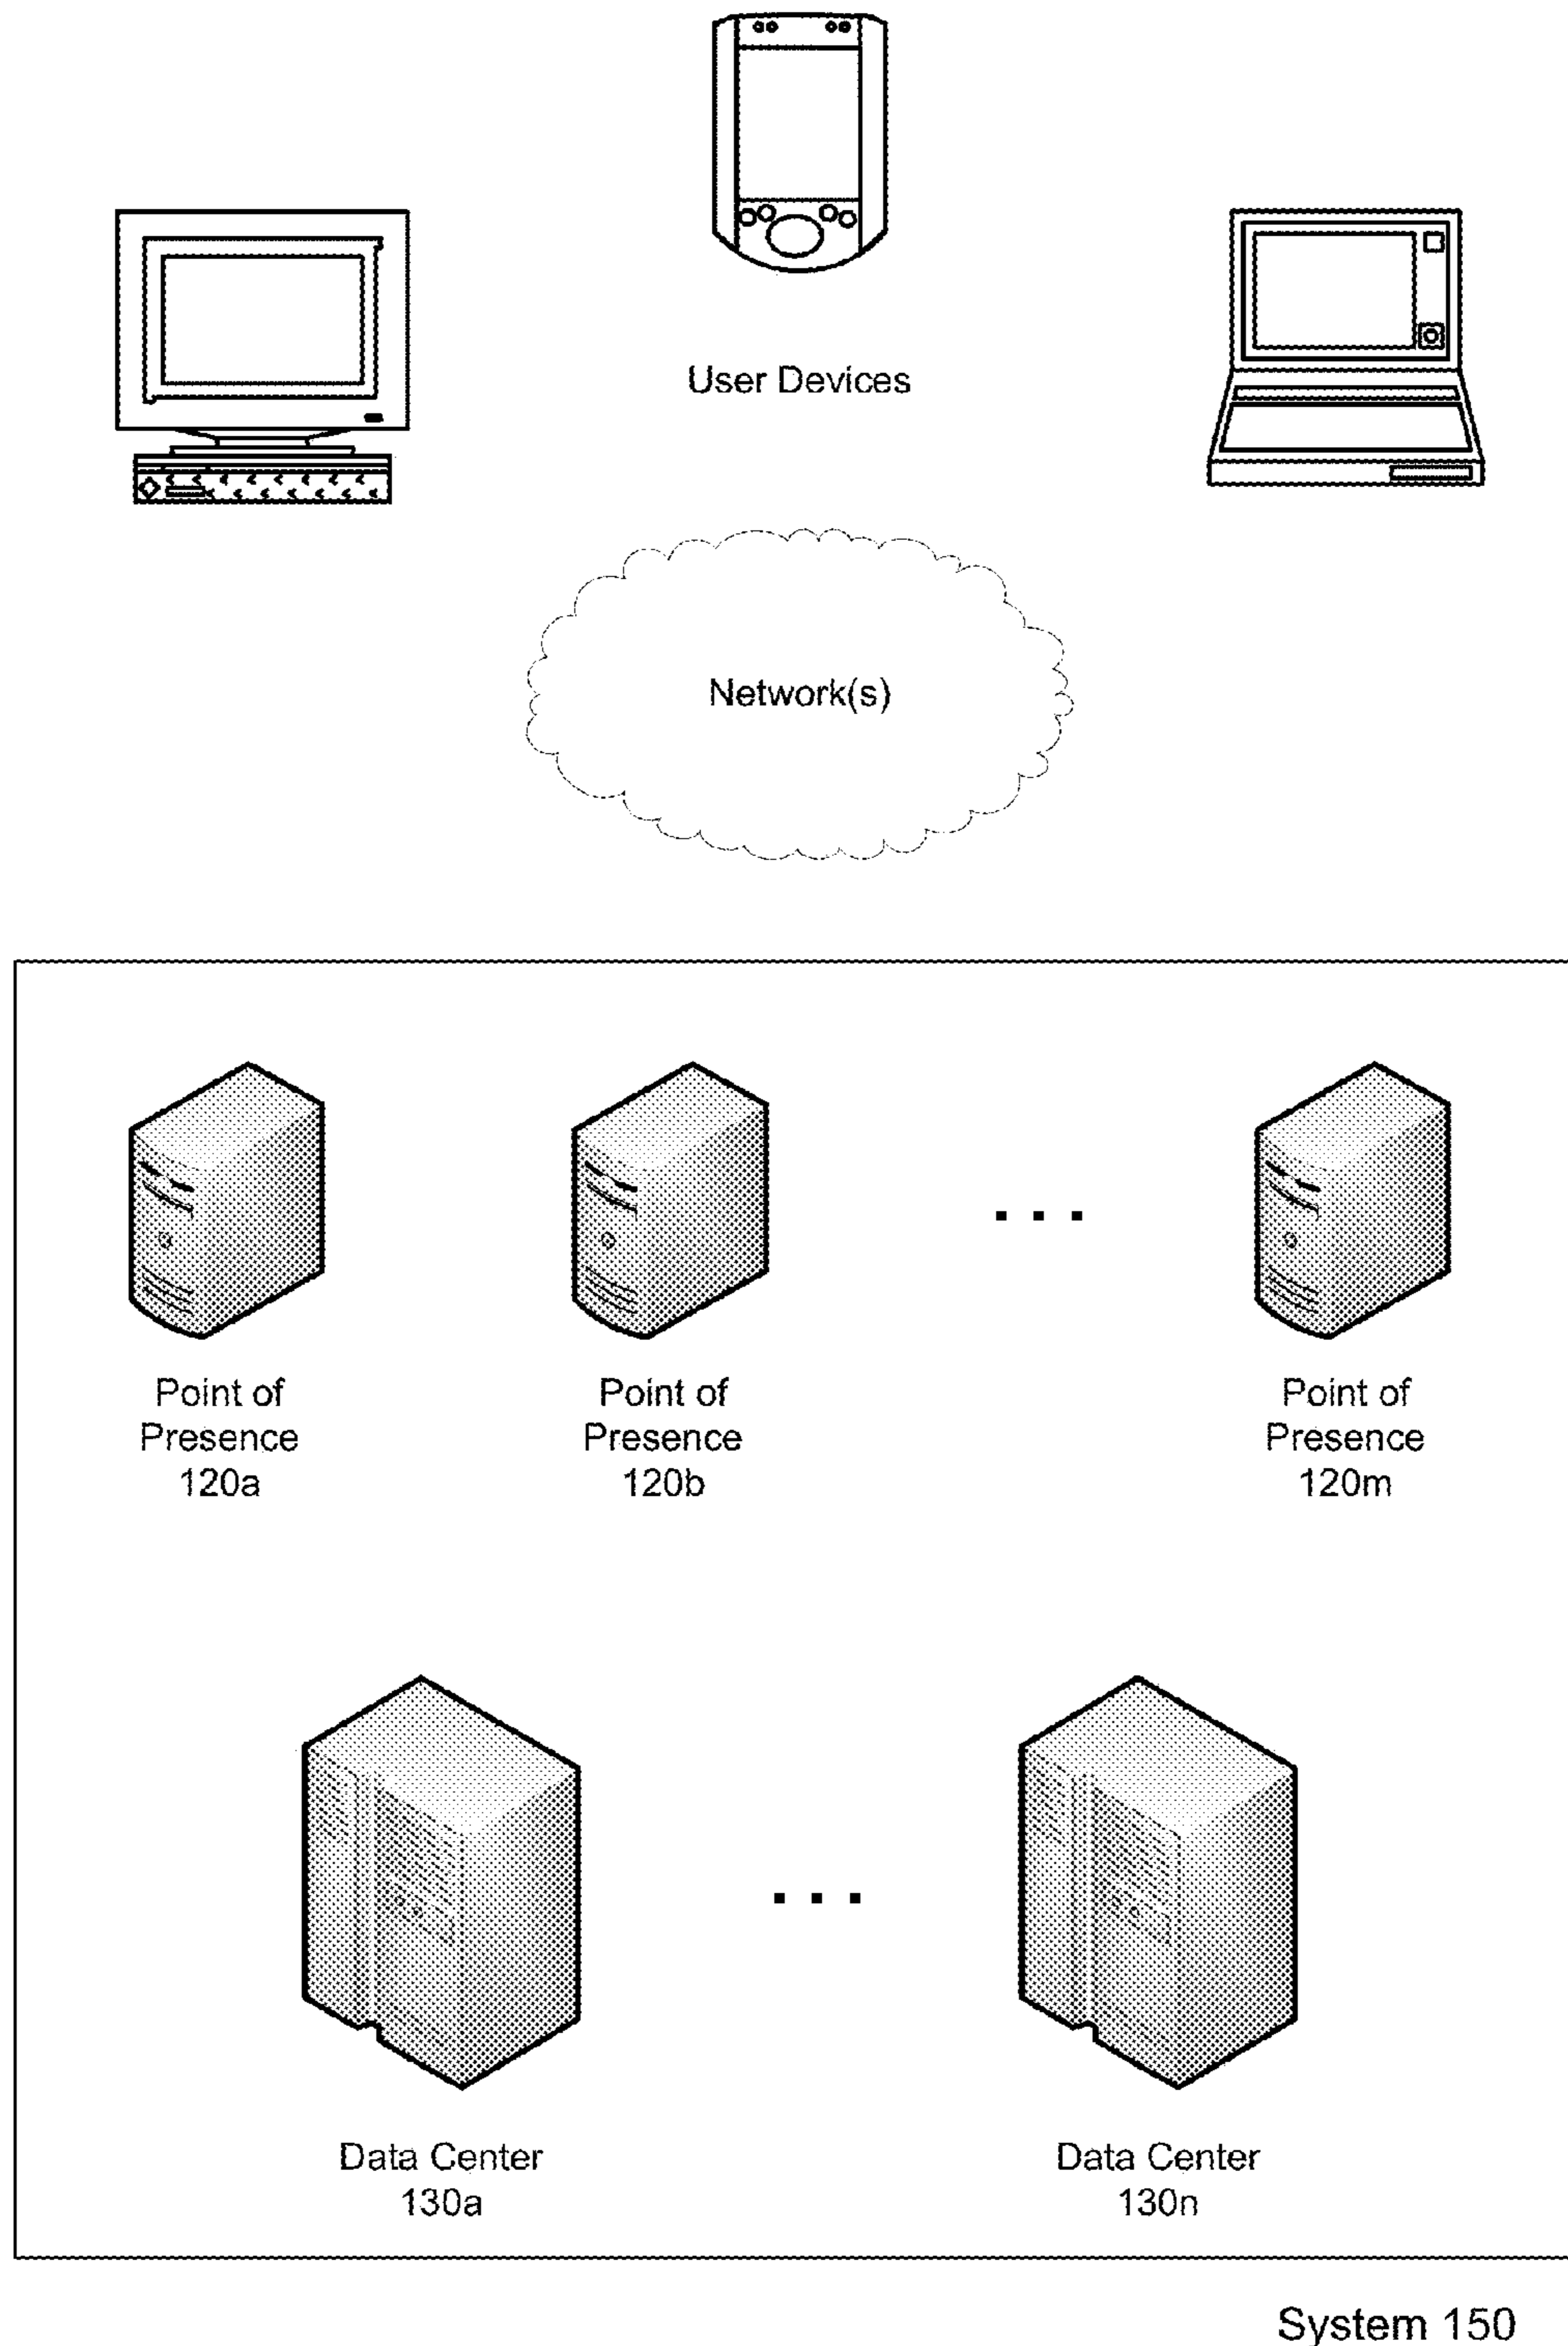 User Devices
Network(s)
Point of
Presence
120a
Point of
Presence
120b
. . .
Point of
Presence
120m
Data Center
130a
. . .
Data Center
130n
System 150